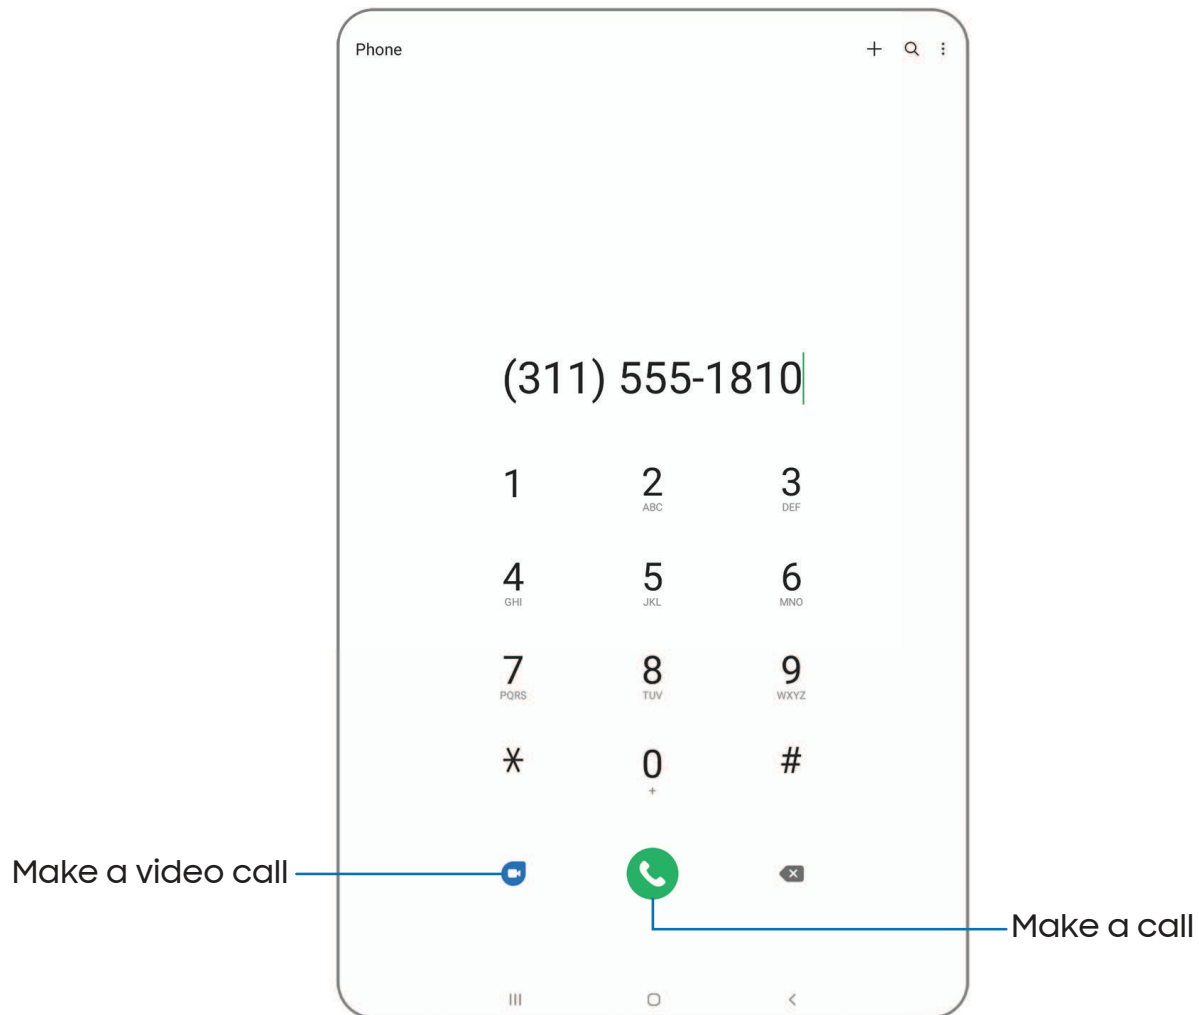 Phone
(311) 555-1810
1 2 3
ABC DEF
4 5 6
GHI JKL MNO
7 8 9
PQRS TUV WXYZ
* 0 #
+
Make a video call
Make a call